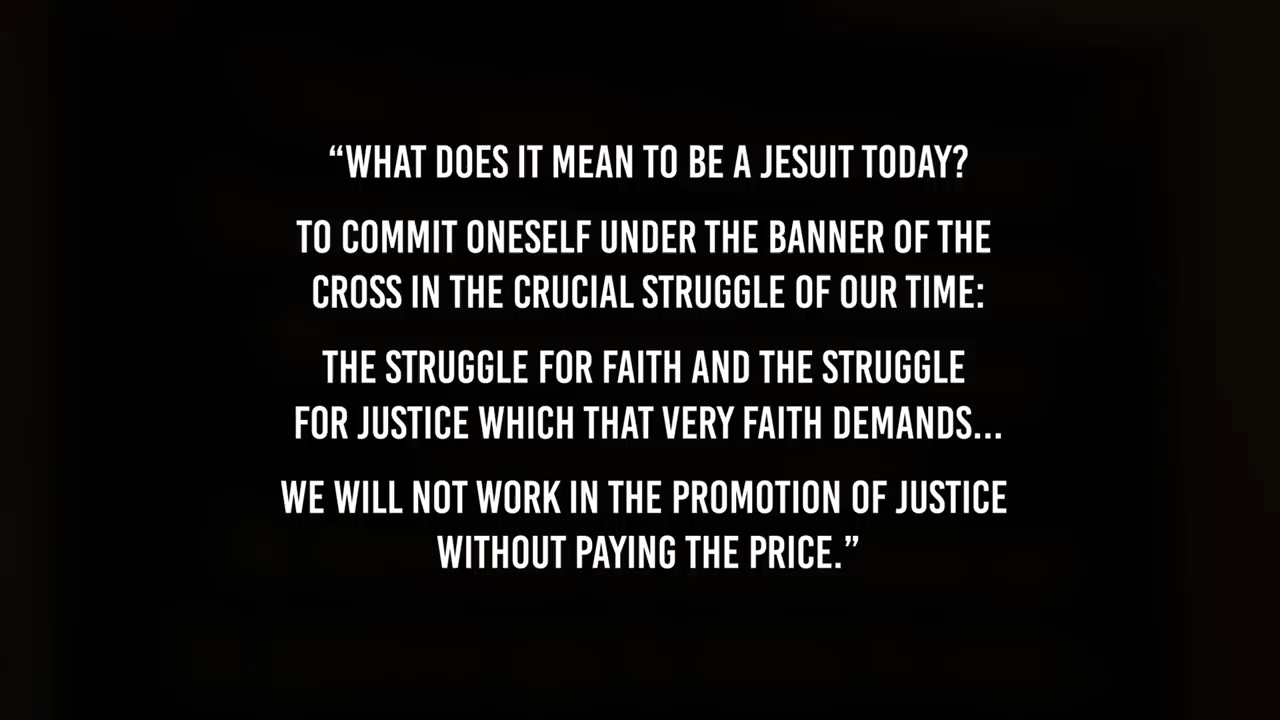 “WHAT DOES IT MEAN TO BE A JESUIT TODAY?
TO COMMIT ONESELF UNDER THE BANNER OF THE
CROSS IN THE CRUCIAL STRUGGLE OF OUR TIME:
THE STRUGGLE FOR FAITH AND THE STRUGGLE
FOR JUSTICE WHICH THAT VERY FAITH DEMANDS...
WE WILL NOT WORK IN THE PROMOTION OF JUSTICE
WITHOUT PAYING THE PRICE.”